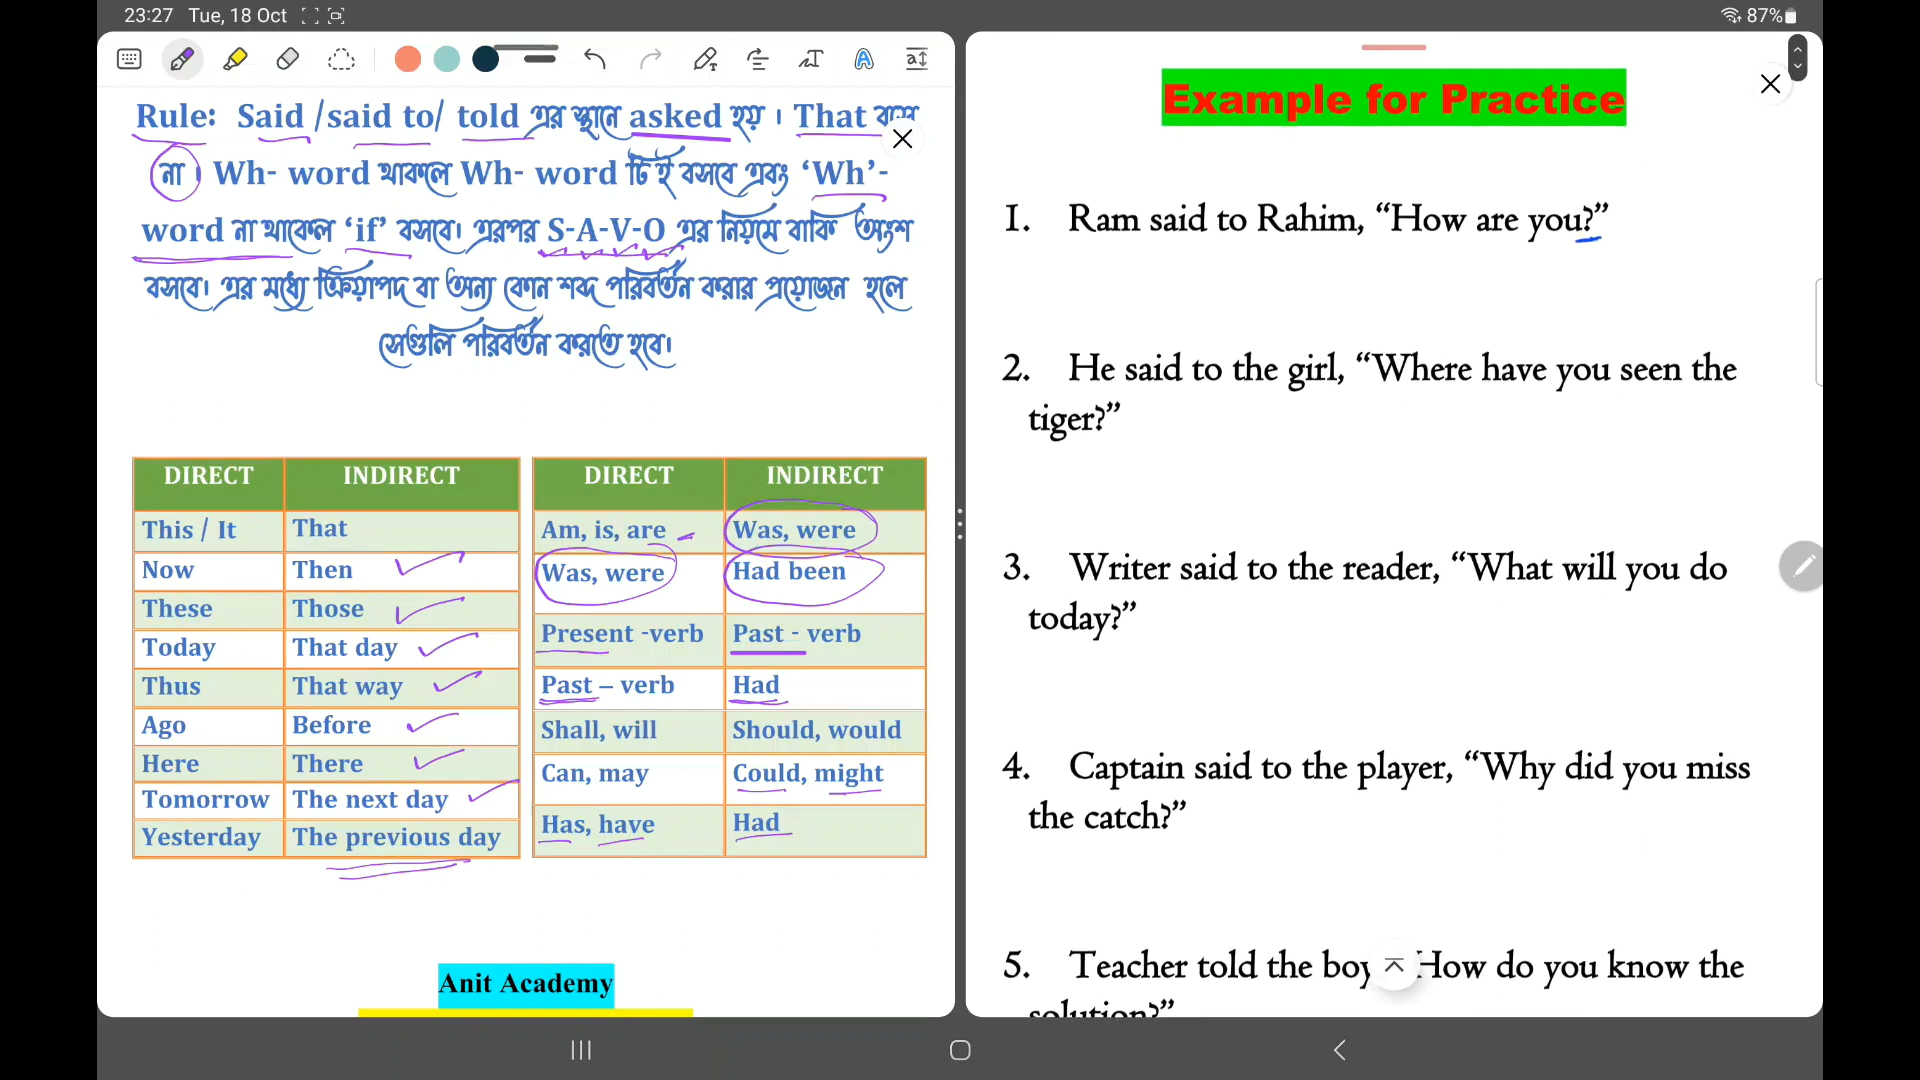 23:27 Tue, 18 Oct
87%
Rule: Said /said to/ told এর স্থানে asked হয় । That
না । Wh- word থাকলে Wh- word টি ই বসবে এবং ‘Wh’-
word না থাকেল ‘if’ বসবে। এরপর S-A-V-O এর নিয়মে বাকি অংশ
বসবে। এর মধ্যে ক্রিয়াপদ বা অন্য কোন শব্দ পরিবর্তন করার প্রয়োজন হলে
সেগুলি পরিবর্তন করতে হবে।
DIRECT INDIRECT
This / It That
Now Then
These Those
Today That day
Thus That way
Ago Before
Here There
Tomorrow The next day
Yesterday The previous day
DIRECT INDIRECT
Am, is, are Was, were
Was, were Had been
Present -verb Past - verb
Past – verb Had
Shall, will Should, would
Can, may Could, might
Has, have Had
Anit Academy
Example for Practice
1. Ram said to Rahim, “How are you?”
2. He said to the girl, “Where have you seen the
tiger?”
3. Writer said to the reader, “What will you do
today?”
4. Captain said to the player, “Why did you miss
the catch?”
5. Teacher told the boy How do you know the
solution?”